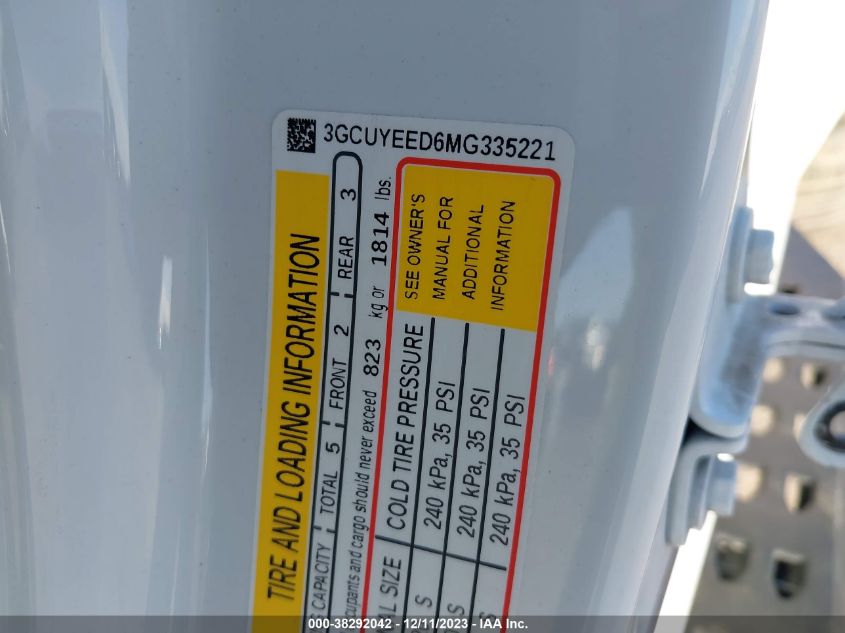 3GCUYEED6MG335221
TIRE AND LOADING INFORMATION
CAPACITY TOTAL 5 FRONT 2 REAR 3
and cargo should never exceed 823 kg or 1814 lbs.
SIZE COLD TIRE PRESSURE SEE OWNER'S
S 240 kPa, 35 PSI MANUAL FOR
S 240 kPa, 35 PSI ADDITIONAL
240 kPa, 35 PSI INFORMATION
000-38292042 - 12/11/2023 - IAA Inc.